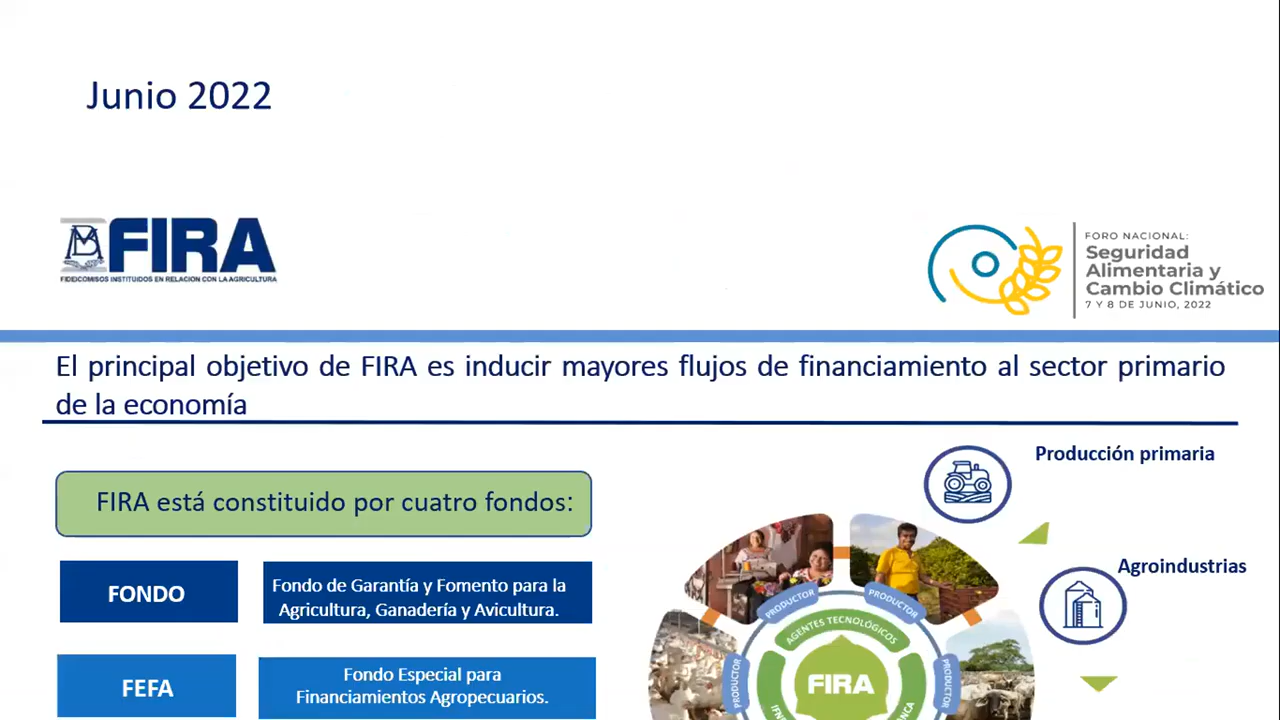 Junio 2022
FIRA
FIDEICOMISOS INSTITUIDOS EN RELACION CON LA AGRICULTURA
FORO NACIONAL:
Seguridad
Alimentaria y
Cambio Climático
7 Y 8 DE JUNIO, 2022
El principal objetivo de FIRA es inducir mayores flujos de financiamiento al sector primario
de la economía
FIRA está constituido por cuatro fondos:
FONDO
Fondo de Garantía y Fomento para la
Agricultura, Ganadería y Avicultura.
FEFA
Fondo Especial para
Financiamientos Agropecuarios.
Producción primaria
Agroindustrias
PRODUCTOR
PRODUCTOR
AGENTES TECNOLÓGICOS
PRODUCTOR
PRODUCTOR
FIRA